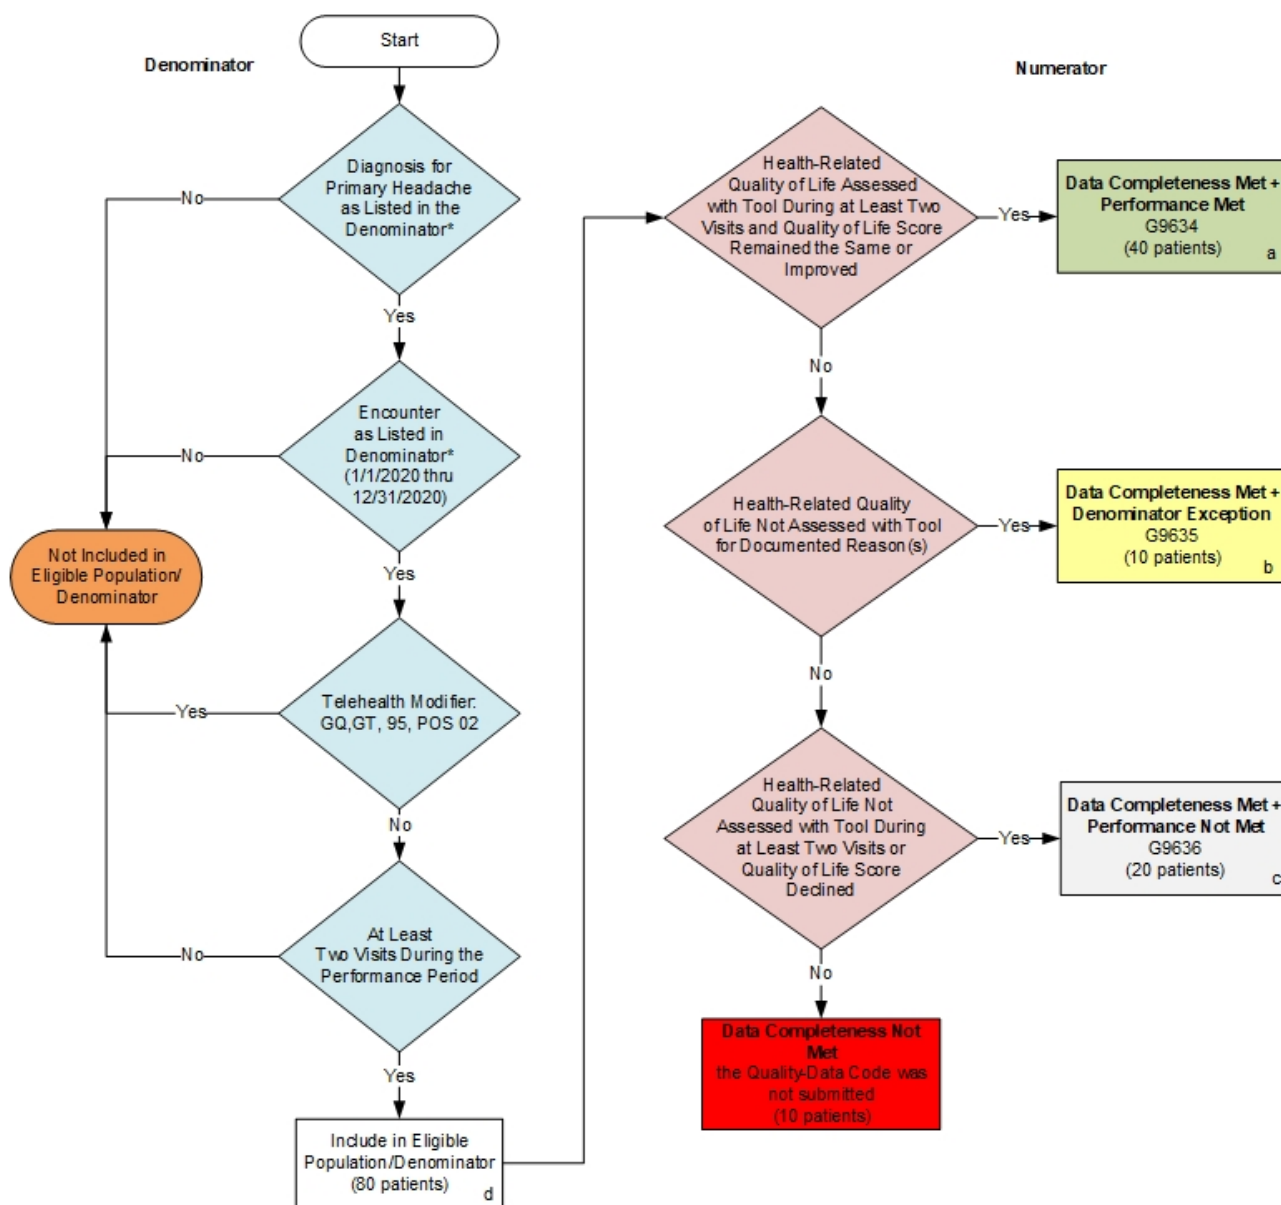 Start
Denominator
Diagnosis for
Primary Headache
as Listed in the
Denominator*
No
Yes
Encounter
as Listed in
Denominator*
(1/1/2020 thru
12/31/2020)
No
Yes
Not Included in
Eligible Population/
Denominator
Telehealth Modifier:
GQ,GT, 95, POS 02
Yes
No
At Least
Two Visits During the
Performance Period
No
Yes
Include in Eligible
Population/Denominator
(80 patients)
d
Numerator
Health-Related
Quality of Life Assessed
with Tool During at Least Two
Visits and Quality of Life Score
Remained the Same or
Improved
Yes
Data Completeness Met +
Performance Met
G9634
(40 patients)
a
No
Health-Related Quality
of Life Not Assessed with Tool
for Documented Reason(s)
Yes
Data Completeness Met +
Denominator Exception
G9635
(10 patients)
b
No
Health-Related
Quality of Life Not
Assessed with Tool During
at Least Two Visits or
Quality of Life Score
Declined
Yes
Data Completeness Met +
Performance Not Met
G9636
(20 patients)
c
No
Data Completeness Not
Met
the Quality-Data Code was
not submitted
(10 patients)